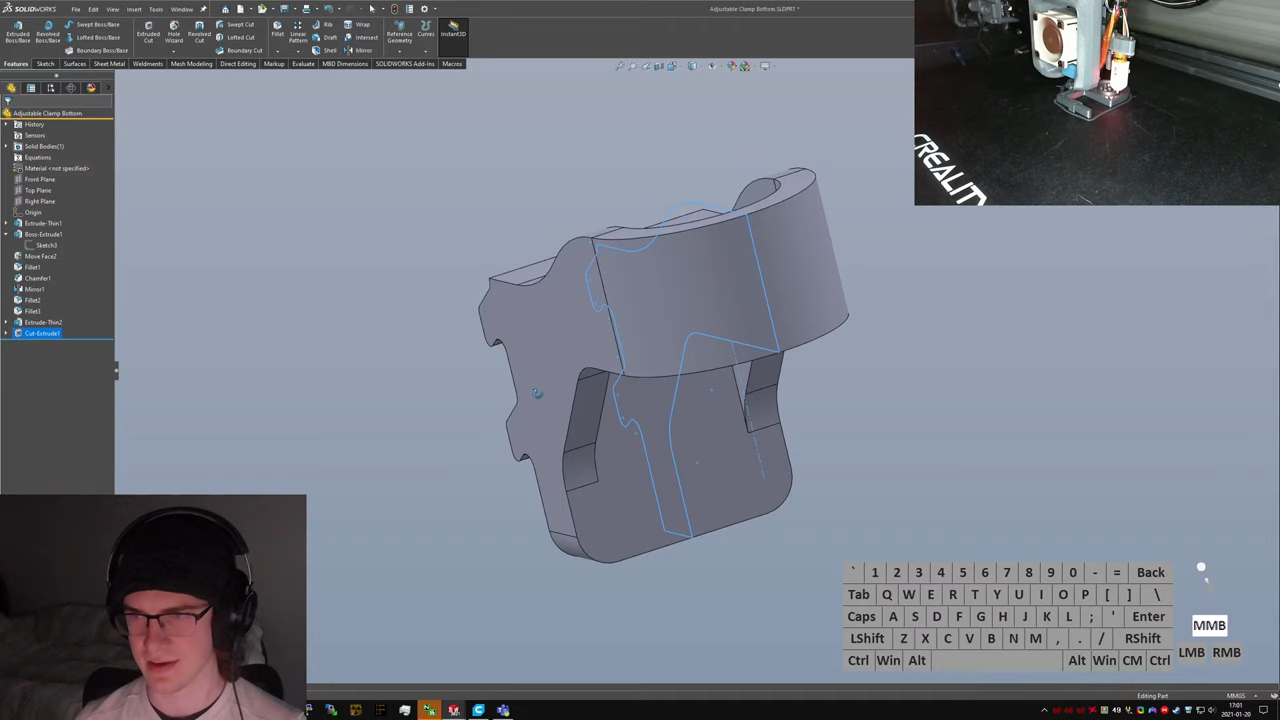 SOLIDWORKS File Edit View Insert Tools Window Adjustable Clamp Bottom.SLDPRT *
Extruded Boss/Base Revolved Boss/Base Swept Boss/Base Lofted Boss/Base Boundary Boss/Base Extruded Cut Hole Wizard Revolved Cut Swept Cut Lofted Cut Boundary Cut Fillet Linear Pattern Rib Draft Shell Wrap Intersect Mirror Reference Geometry Curves Instant3D
Features Sketch Surfaces Sheet Metal Weldments Mesh Modeling Direct Editing Markup Evaluate MBD Dimensions SOLIDWORKS Add-Ins Macros
Adjustable Clamp Bottom
History
Sensors
Solid Bodies(1)
Equations
Material <not specified>
Front Plane
Top Plane
Right Plane
Origin
Extrude-Thin1
Boss-Extrude1
Sketch3
Move Face2
Fillet1
Chamfer1
Mirror1
Fillet2
Fillet3
Extrude-Thin2
Cut-Extrude1
CREALITY
` 1 2 3 4 5 6 7 8 9 0 - = Back
Tab Q W E R T Y U I O P [ ] \
Caps A S D F G H J K L ; ' Enter
LShift Z X C V B N M , . / RShift
Ctrl Win Alt Alt Win CM Ctrl
MMB
LMB RMB
Editing Part MMGS
49
17:01
2021-01-20